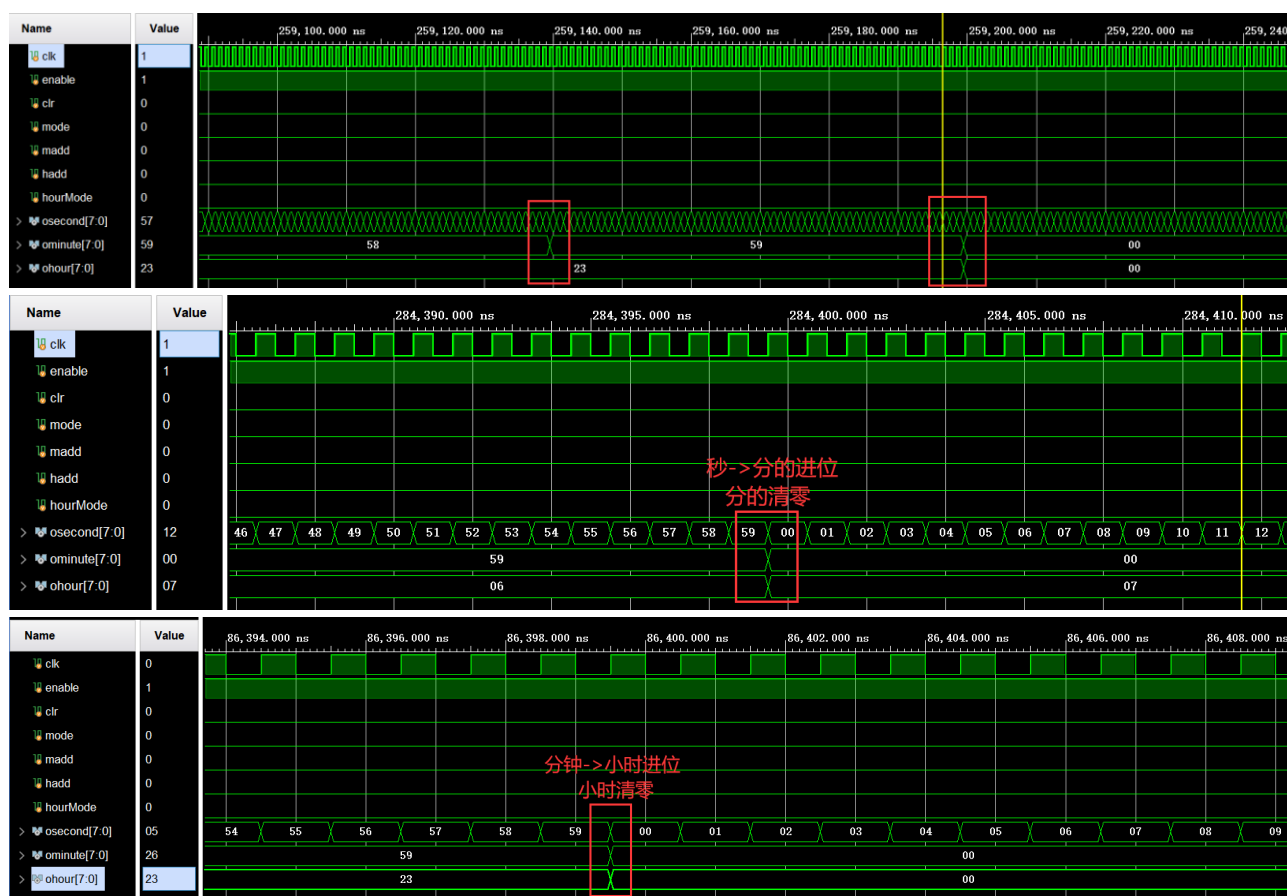 Name Value 259,100.000 ns 259,120.000 ns 259,140.000 ns 259,160.000 ns 259,180.000 ns 259,200.000 ns 259,220.000 ns 259,240
clk 1
enable 1
clr 0
mode 0
madd 0
hadd 0
hourMode 0
osecond[7:0] 57
ominute[7:0] 59 58 59 00
ohour[7:0] 23 23 00
Name Value 284,390.000 ns 284,395.000 ns 284,400.000 ns 284,405.000 ns 284,410.000 ns
clk 1
enable 1
clr 0
mode 0
madd 0
秒->分的进位
hadd 0
分的清零
hourMode 0
osecond[7:0] 12 46 47 48 49 50 51 52 53 54 55 56 57 58 59 00 01 02 03 04 05 06 07 08 09 10 11 12
ominute[7:0] 00 59 00
ohour[7:0] 07 06 07
Name Value 86,394.000 ns 86,396.000 ns 86,398.000 ns 86,400.000 ns 86,402.000 ns 86,404.000 ns 86,406.000 ns 86,408.000 ns
clk 0
enable 1
clr 0
mode 0
madd 0
分钟->小时进位
hadd 0
小时清零
hourMode 0
osecond[7:0] 05 54 55 56 57 58 59 00 01 02 03 04 05 06 07 08 09
ominute[7:0] 26 59 00
ohour[7:0] 23 23 00